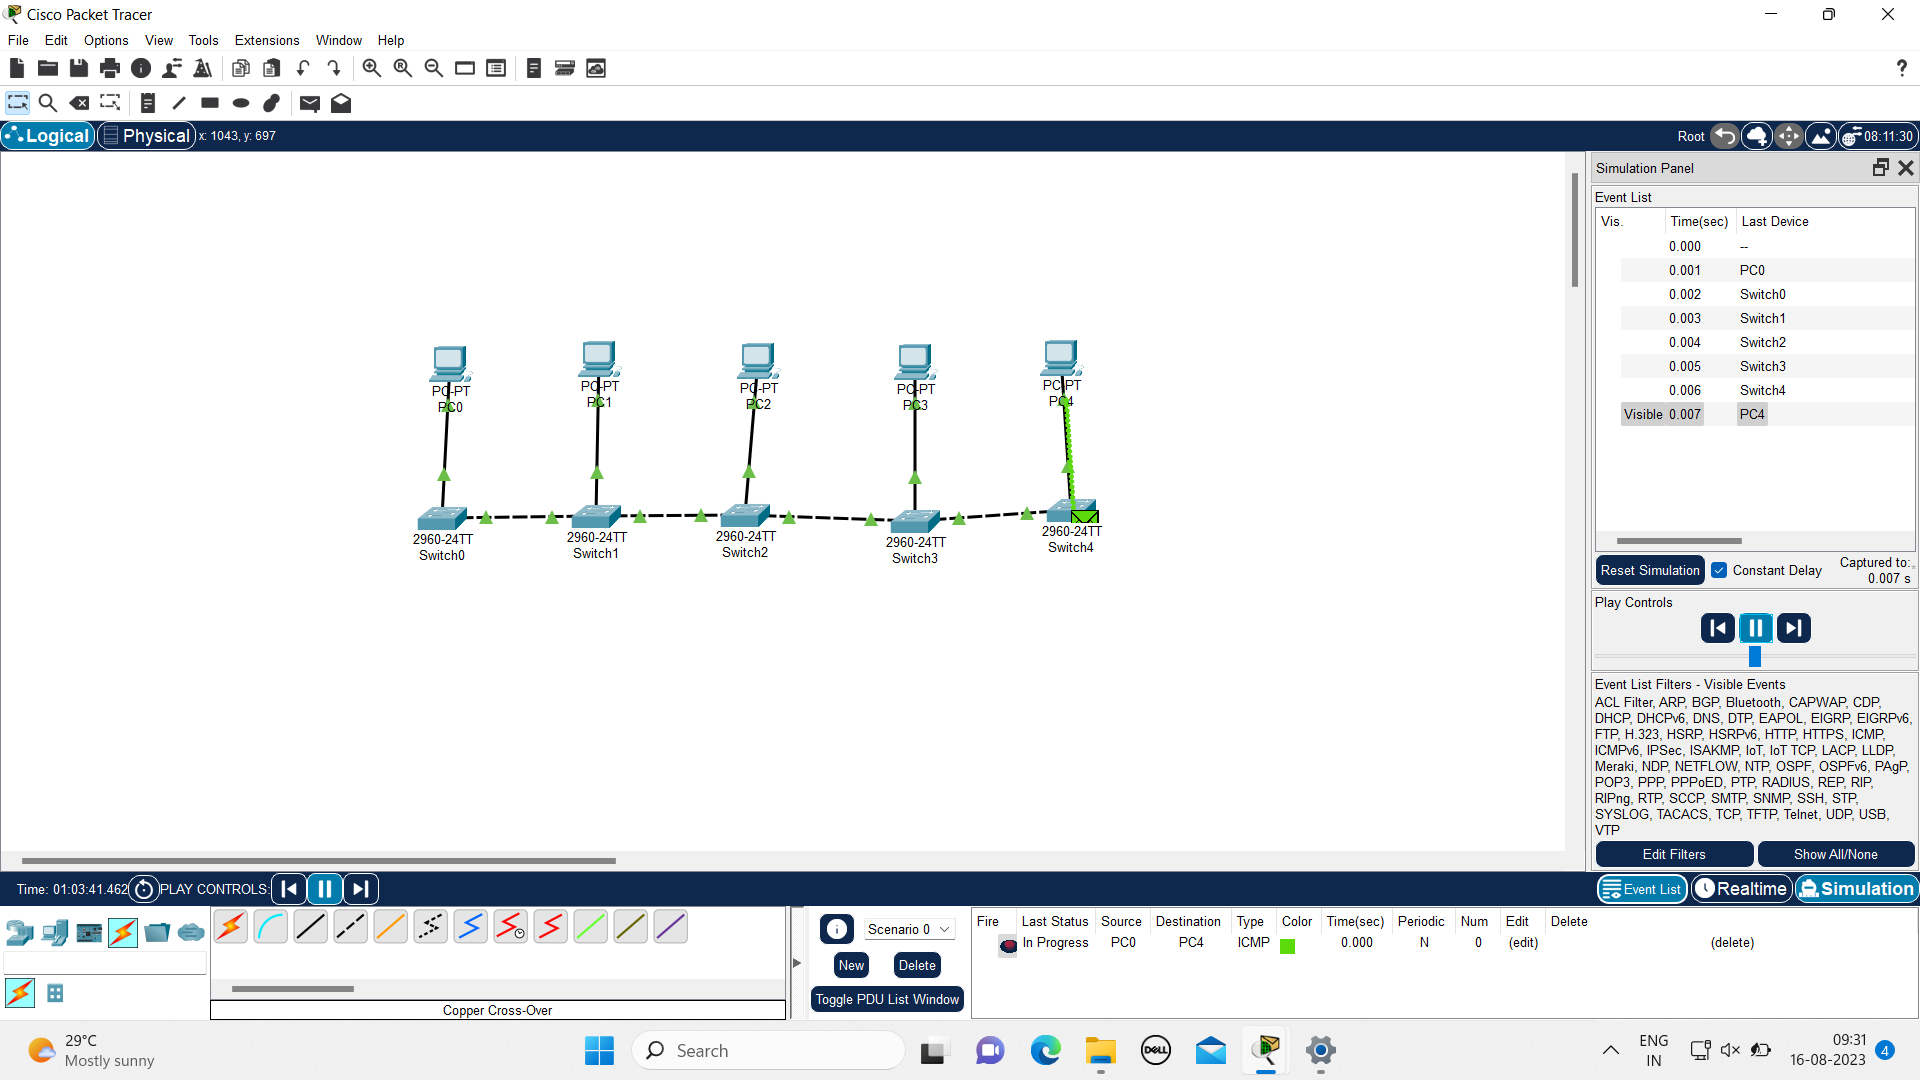 Cisco Packet Tracer
File Edit Options View Tools Extensions Window Help
?
Logical Physical x: 1043, y: 697 Root 08:11:30
Simulation Panel
Event List
Vis. Time(sec) Last Device
0.000 --
0.001 PC0
0.002 Switch0
0.003 Switch1
0.004 Switch2
0.005 Switch3
0.006 Switch4
Visible 0.007 PC4
PC-PT
PC0
PC-PT
PC1
PC-PT
PC2
PC-PT
PC3
PC-PT
PC4
2960-24TT
Switch0
2960-24TT
Switch1
2960-24TT
Switch2
2960-24TT
Switch3
2960-24TT
Switch4
Reset Simulation Constant Delay Captured to:
0.007 s
Play Controls
Event List Filters - Visible Events
ACL Filter, ARP, BGP, Bluetooth, CAPWAP, CDP,
DHCP, DHCPv6, DNS, DTP, EAPOL, EIGRP, EIGRPv6,
FTP, H.323, HSRP, HSRPv6, HTTP, HTTPS, ICMP,
ICMPv6, IPSec, ISAKMP, IoT, IoT TCP, LACP, LLDP,
Meraki, NDP, NETFLOW, NTP, OSPF, OSPFv6, PAgP,
POP3, PPP, PPPoED, PTP, RADIUS, REP, RIP,
RIPng, RTP, SCCP, SMTP, SNMP, SSH, STP,
SYSLOG, TACACS, TCP, TFTP, Telnet, UDP, USB,
VTP
Edit Filters Show All/None
Time: 01:03:41.462 PLAY CONTROLS: Event List Realtime Simulation
Scenario 0
New Delete
Toggle PDU List Window
Fire Last Status Source Destination Type Color Time(sec) Periodic Num Edit Delete
In Progress PC0 PC4 ICMP 0.000 N 0 (edit) (delete)
Copper Cross-Over
29°C
Mostly sunny
Search
DELL
ENG
IN
09:31
16-08-2023
4